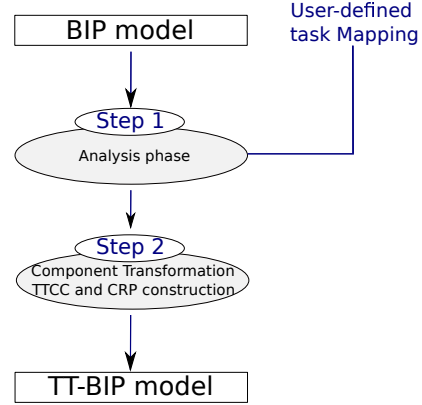 BIP model
User-defined
task Mapping
Step 1
Analysis phase
Step 2
Component Transformation
TTCC and CRP construction
TT-BIP model